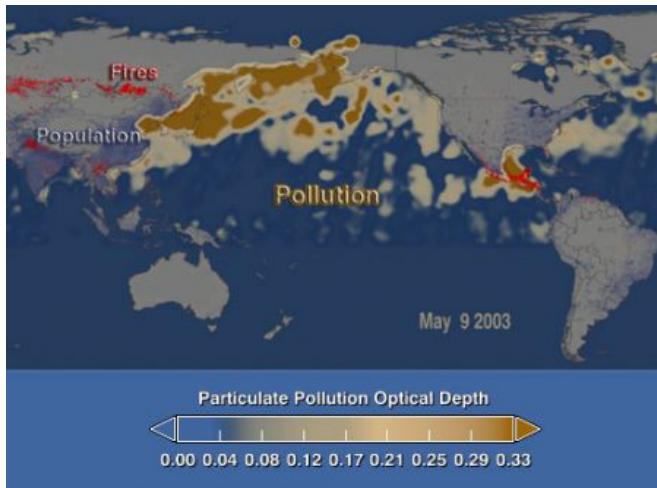 Fires
Population
Pollution
May 9 2003
Particulate Pollution Optical Depth
0.00 0.04 0.08 0.12 0.17 0.21 0.25 0.29 0.33